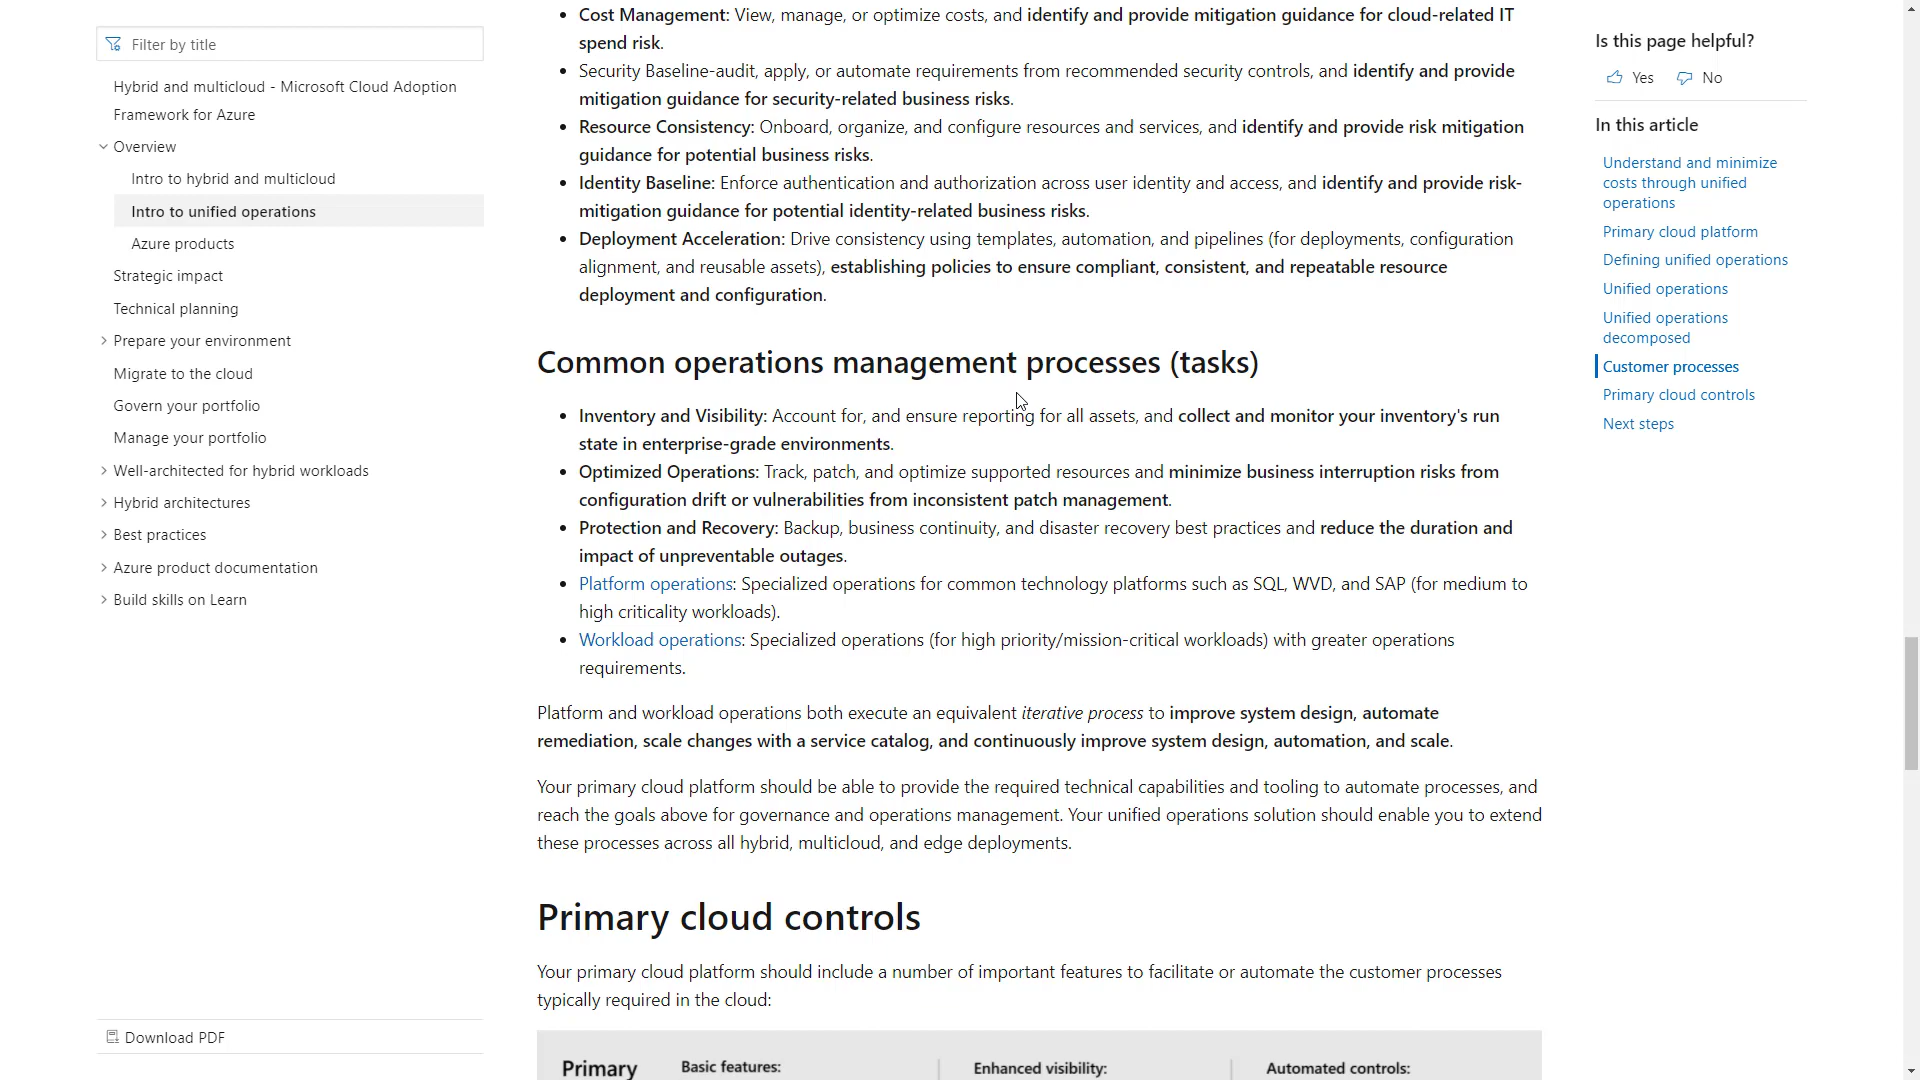 Filter by title
Hybrid and multicloud - Microsoft Cloud Adoption
Framework for Azure
Overview
Intro to hybrid and multicloud
Intro to unified operations
Azure products
Strategic impact
Technical planning
Prepare your environment
Migrate to the cloud
Govern your portfolio
Manage your portfolio
Well-architected for hybrid workloads
Hybrid architectures
Best practices
Azure product documentation
Build skills on Learn
Download PDF
Cost Management: View, manage, or optimize costs, and identify and provide mitigation guidance for cloud-related IT
spend risk.
Security Baseline-audit, apply, or automate requirements from recommended security controls, and identify and provide
mitigation guidance for security-related business risks.
Resource Consistency: Onboard, organize, and configure resources and services, and identify and provide risk mitigation
guidance for potential business risks.
Identity Baseline: Enforce authentication and authorization across user identity and access, and identify and provide risk-
mitigation guidance for potential identity-related business risks.
Deployment Acceleration: Drive consistency using templates, automation, and pipelines (for deployments, configuration
alignment, and reusable assets), establishing policies to ensure compliant, consistent, and repeatable resource
deployment and configuration.
Common operations management processes (tasks)
Inventory and Visibility: Account for, and ensure reporting for all assets, and collect and monitor your inventory's run
state in enterprise-grade environments.
Optimized Operations: Track, patch, and optimize supported resources and minimize business interruption risks from
configuration drift or vulnerabilities from inconsistent patch management.
Protection and Recovery: Backup, business continuity, and disaster recovery best practices and reduce the duration and
impact of unpreventable outages.
Platform operations: Specialized operations for common technology platforms such as SQL, WVD, and SAP (for medium to
high criticality workloads).
Workload operations: Specialized operations (for high priority/mission-critical workloads) with greater operations
requirements.
Platform and workload operations both execute an equivalent iterative process to improve system design, automate
remediation, scale changes with a service catalog, and continuously improve system design, automation, and scale.
Your primary cloud platform should be able to provide the required technical capabilities and tooling to automate processes, and
reach the goals above for governance and operations management. Your unified operations solution should enable you to extend
these processes across all hybrid, multicloud, and edge deployments.
Primary cloud controls
Your primary cloud platform should include a number of important features to facilitate or automate the customer processes
typically required in the cloud:
Primary
Basic features:
Enhanced visibility:
Automated controls:
Is this page helpful?
Yes No
In this article
Understand and minimize
costs through unified
operations
Primary cloud platform
Defining unified operations
Unified operations
Unified operations
decomposed
Customer processes
Primary cloud controls
Next steps